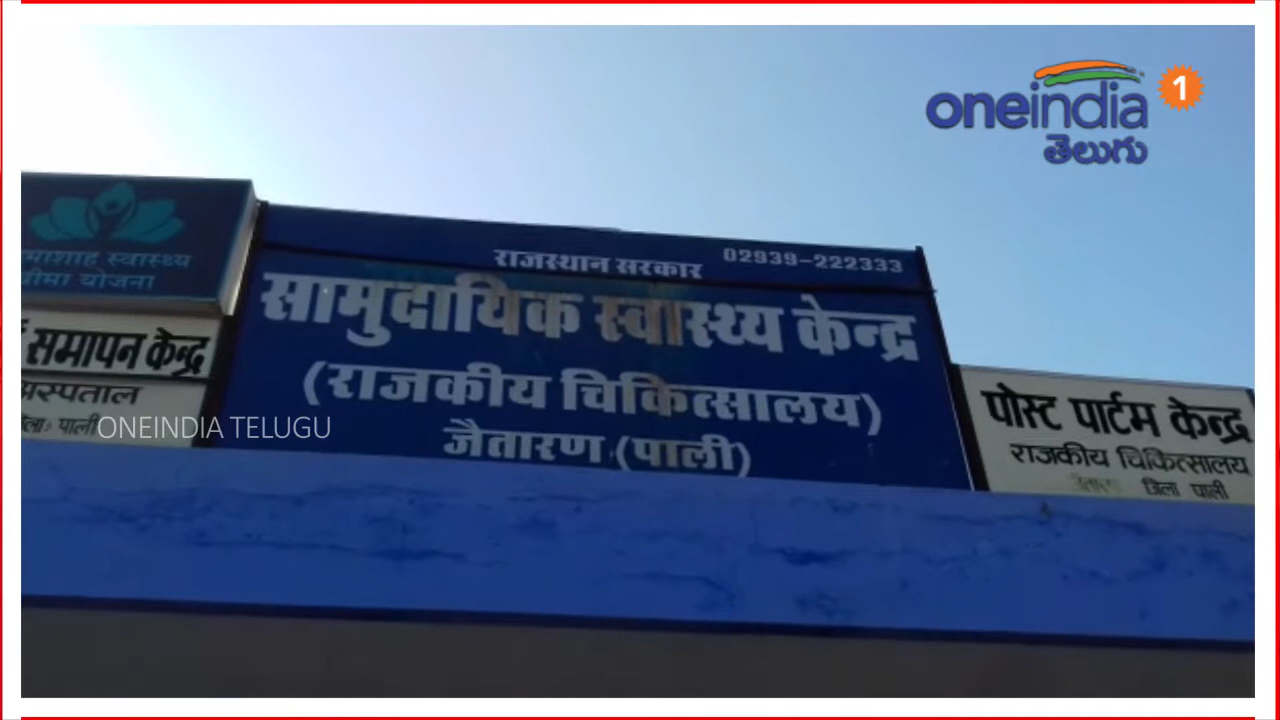 oneindia 1
తెలుగు
स्वास्थ्य
बीमा योजना
समापन केन्द्र
अस्पताल
पाली
ONEINDIA TELUGU
राजस्थान सरकार 02939-222333
सामुदायिक स्वास्थ्य केन्द्र
(राजकीय चिकित्सालय)
जैतारण (पाली)
पोस्ट पार्टम केन्द्र
राजकीय चिकित्सालय
जिला पाली